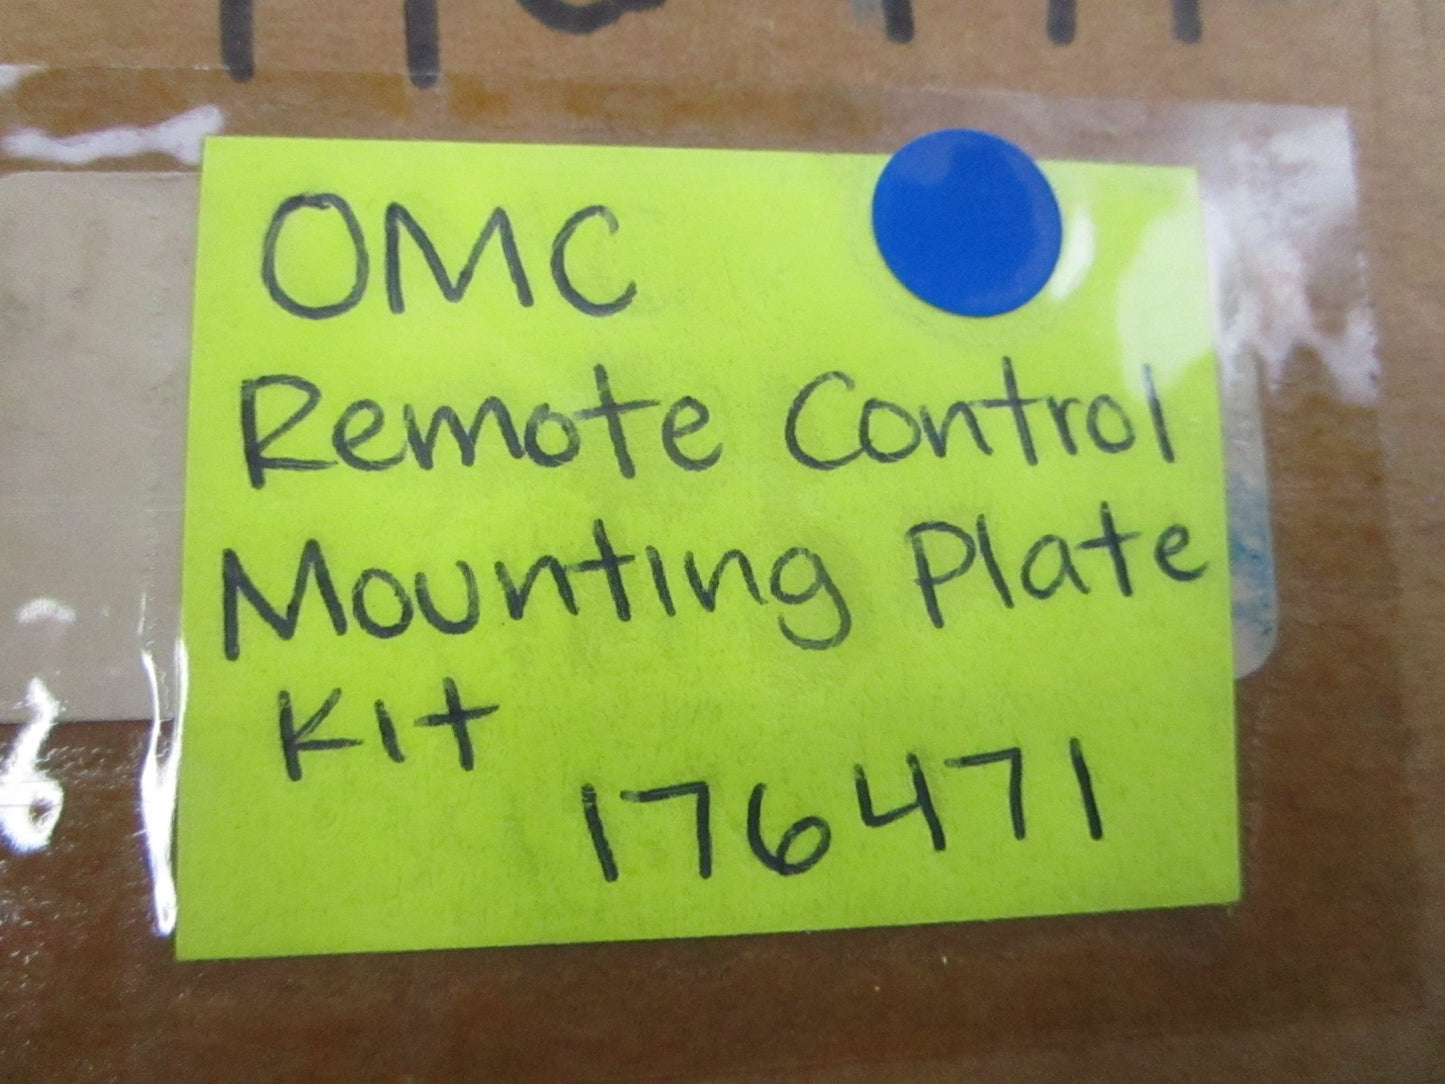 OMC
Remote Control
Mounting Plate
Kit
176471